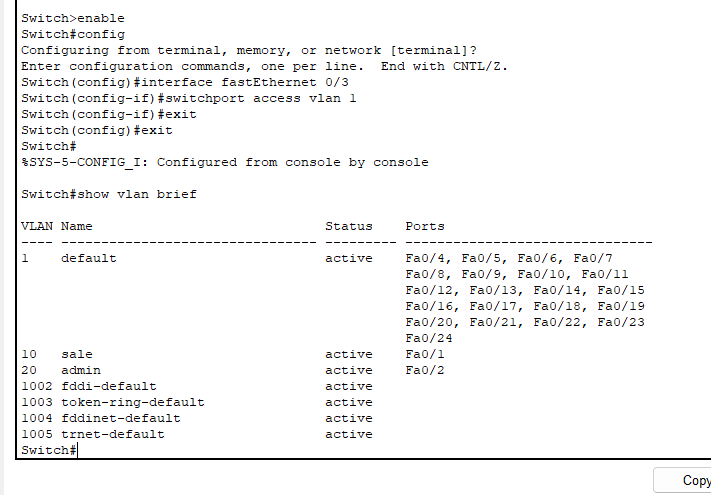 Switch>enable
Switch#config
Configuring from terminal, memory, or network [terminal]?
Enter configuration commands, one per line.  End with CNTL/Z.
Switch(config)#interface fastEthernet 0/3
Switch(config-if)#switchport access vlan 1
Switch(config-if)#exit
Switch(config)#exit
Switch#
%SYS-5-CONFIG_I: Configured from console by console
Switch#show vlan brief
VLAN Name                             Status    Ports
---- -------------------------------- --------- -------------------------------
1    default                          active    Fa0/4, Fa0/5, Fa0/6, Fa0/7
                                                Fa0/8, Fa0/9, Fa0/10, Fa0/11
                                                Fa0/12, Fa0/13, Fa0/14, Fa0/15
                                                Fa0/16, Fa0/17, Fa0/18, Fa0/19
                                                Fa0/20, Fa0/21, Fa0/22, Fa0/23
                                                Fa0/24
10   sale                             active    Fa0/1
20   admin                            active    Fa0/2
1002 fddi-default                     active
1003 token-ring-default               active
1004 fddinet-default                  active
1005 trnet-default                    active
Switch#
Copy